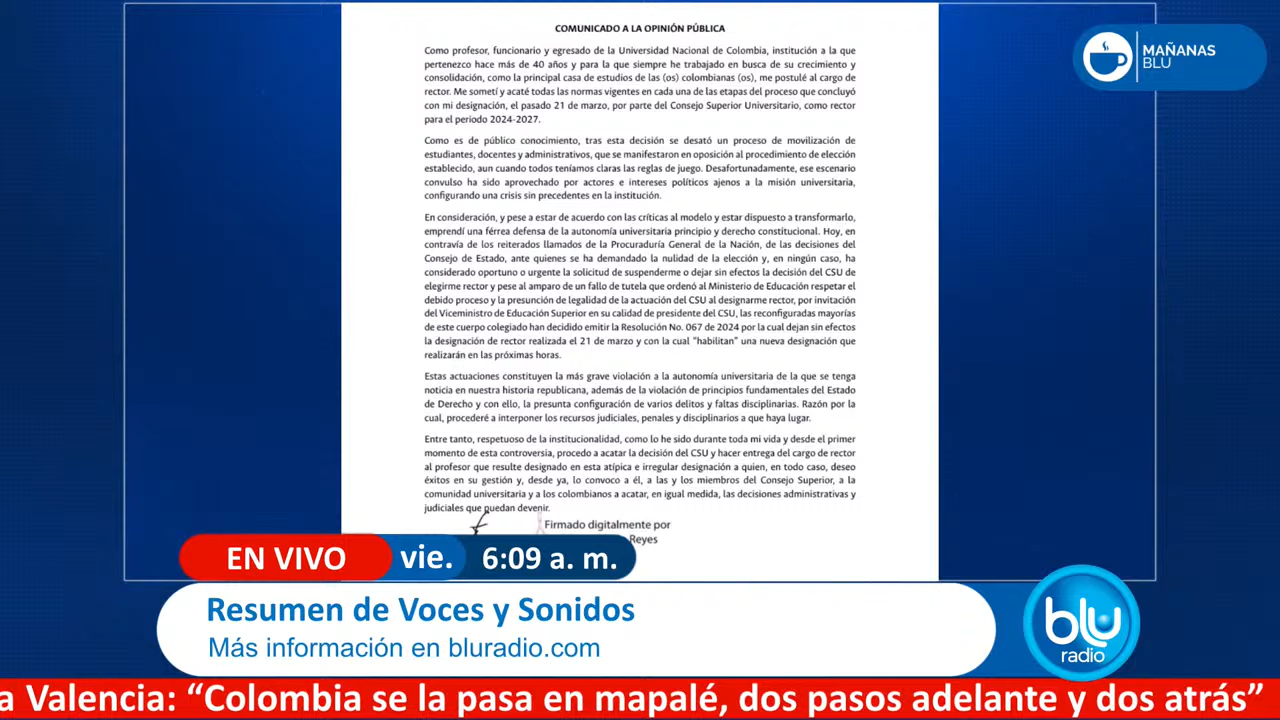 COMUNICADO A LA OPINIÓN PÚBLICA
Como profesor, funcionario y egresado de la Universidad Nacional de Colombia, institución a la que
pertenezco hace más de 40 años y para la que siempre he trabajado en busca de su crecimiento y
consolidación, como la principal casa de estudios de las (os) colombianas (os), me postulé al cargo de
rector. Me sometí y acaté todas las normas vigentes en cada una de las etapas del proceso que concluyó
con mi designación, el pasado 21 de marzo, por parte del Consejo Superior Universitario, como rector
para el periodo 2024-2027.
Como es de público conocimiento, tras esta decisión se desató un proceso de movilización de
estudiantes, docentes y administrativos, que se manifestaron en oposición al procedimiento de elección
establecido, aun cuando todos teníamos claras las reglas de juego. Desafortunadamente, ese escenario
convulso ha sido aprovechado por actores e intereses políticos ajenos a la misión universitaria,
configurando una crisis sin precedentes en la institución.
En consideración, y pese a estar de acuerdo con las críticas al modelo y estar dispuesto a transformarlo,
emprendí una férrea defensa de la autonomía universitaria principio y derecho constitucional. Hoy, en
contravía de los reiterados llamados de la Procuraduría General de la Nación, de las decisiones del
Consejo de Estado, ante quienes se ha demandado la nulidad de la elección y, en ningún caso, ha
considerado oportuno o urgente la solicitud de suspenderme o dejar sin efectos la decisión del CSU de
elegirme rector y pese al amparo de un fallo de tutela que ordenó al Ministerio de Educación respetar el
debido proceso y la presunción de legalidad de la actuación del CSU al designarme rector, por invitación
del Viceministro de Educación Superior en su calidad de presidente del CSU, las reconfiguradas mayorías
de este cuerpo colegiado han decidido emitir la Resolución No. 067 de 2024 por la cual dejan sin efectos
la designación de rector realizada el 21 de marzo y con la cual "habilitan" una nueva designación que
realizarán en las próximas horas.
Estas actuaciones constituyen la más grave violación a la autonomía universitaria de la que se tenga
noticia en nuestra historia republicana, además de la violación de principios fundamentales del Estado
de Derecho y con ello, la presunta configuración de varios delitos y faltas disciplinarias. Razón por la
cual, procederé a interponer los recursos judiciales, penales y disciplinarios a que haya lugar.
Entre tanto, respetuoso de la institucionalidad, como lo he sido durante toda mi vida y desde el primer
momento de esta controversia, procedo a acatar la decisión del CSU y hacer entrega del cargo de rector
al profesor que resulte designado en esta atípica e irregular designación a quien, en todo caso, deseo
éxitos en su gestión y, desde ya, lo convoco a él, a las y los miembros del Consejo Superior, a la
comunidad universitaria y a los colombianos a acatar, en igual medida, las decisiones administrativas y
judiciales que puedan devenir.
Firmado digitalmente por
Reyes
MAÑANAS
BLU
EN VIVO vie. 6:09 a. m.
Resumen de Voces y Sonidos
Más información en bluradio.com
blu
radio
a Valencia: “Colombia se la pasa en mapalé, dos pasos adelante y dos atrás”